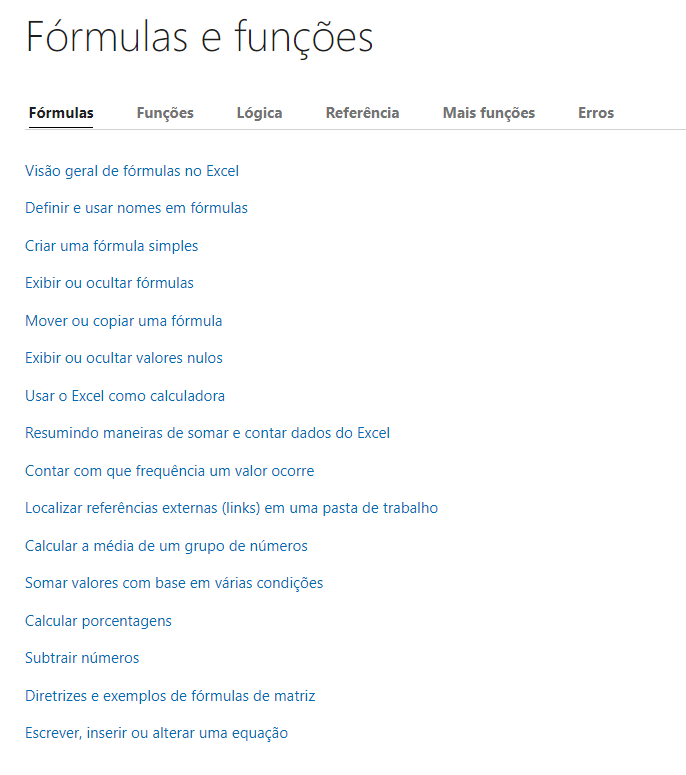 Fórmulas e funções
Fórmulas Funções Lógica Referência Mais funções Erros
Visão geral de fórmulas no Excel
Definir e usar nomes em fórmulas
Criar uma fórmula simples
Exibir ou ocultar fórmulas
Mover ou copiar uma fórmula
Exibir ou ocultar valores nulos
Usar o Excel como calculadora
Resumindo maneiras de somar e contar dados do Excel
Contar com que frequência um valor ocorre
Localizar referências externas (links) em uma pasta de trabalho
Calcular a média de um grupo de números
Somar valores com base em várias condições
Calcular porcentagens
Subtrair números
Diretrizes e exemplos de fórmulas de matriz
Escrever, inserir ou alterar uma equação